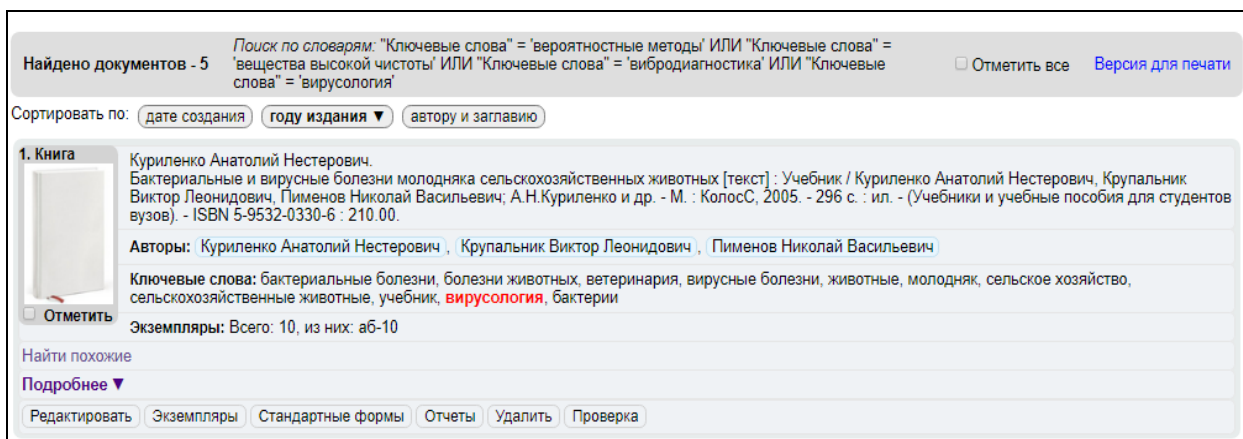 Найдено документов - 5
Поиск по словарям: "Ключевые слова" = 'вероятностные методы' ИЛИ "Ключевые слова" =
'вещества высокой чистоты' ИЛИ "Ключевые слова" = 'вибродиагностика' ИЛИ "Ключевые
слова" = 'вирусология'
Отметить все
Версия для печати
Сортировать по: дате создания году издания ▼ автору и заглавию
1. Книга
Отметить
Куриленко Анатолий Нестерович.
Бактериальные и вирусные болезни молодняка сельскохозяйственных животных [текст] : Учебник / Куриленко Анатолий Нестерович, Крупальник
Виктор Леонидович, Пименов Николай Васильевич; А.Н.Куриленко и др. - М. : КолосС, 2005. - 296 с. : ил. - (Учебники и учебные пособия для студентов
вузов). - ISBN 5-9532-0330-6 : 210.00.
Авторы: Куриленко Анатолий Нестерович , Крупальник Виктор Леонидович , Пименов Николай Васильевич
Ключевые слова: бактериальные болезни, болезни животных, ветеринария, вирусные болезни, животные, молодняк, сельское хозяйство,
сельскохозяйственные животные, учебник, вирусология, бактерии
Экземпляры: Всего: 10, из них: аб-10
Найти похожие
Подробнее ▼
Редактировать Экземпляры Стандартные формы Отчеты Удалить Проверка